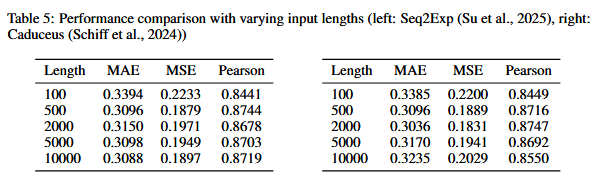 Table 5: Performance comparison with varying input lengths (left: Seq2Exp (Su et al., 2025), right:
Caduceus (Schiff et al., 2024))
Length MAE MSE Pearson
100 0.3394 0.2233 0.8441
500 0.3096 0.1879 0.8744
2000 0.3150 0.1971 0.8678
5000 0.3098 0.1949 0.8703
10000 0.3088 0.1897 0.8719
Length MAE MSE Pearson
100 0.3385 0.2200 0.8449
500 0.3096 0.1889 0.8716
2000 0.3036 0.1831 0.8747
5000 0.3170 0.1941 0.8692
10000 0.3235 0.2029 0.8550